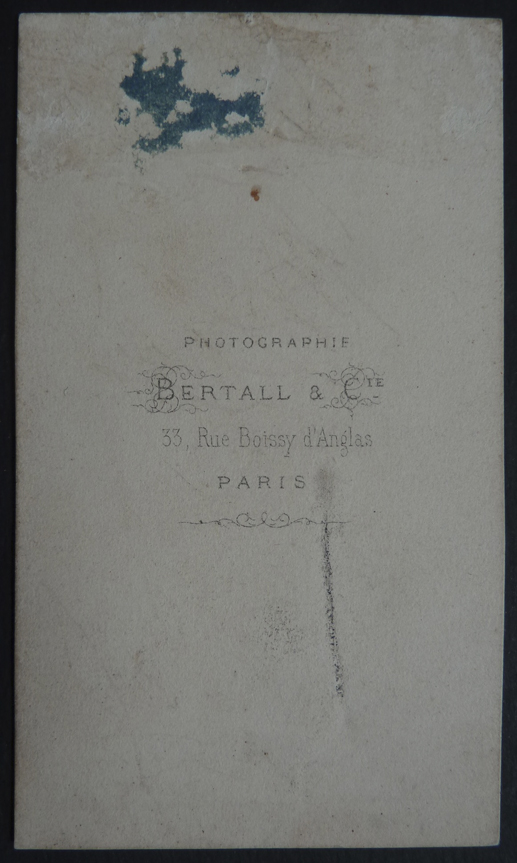 PHOTOGRAPHIE
BERTALL & CIE
33, Rue Boissy d'Anglas
PARIS